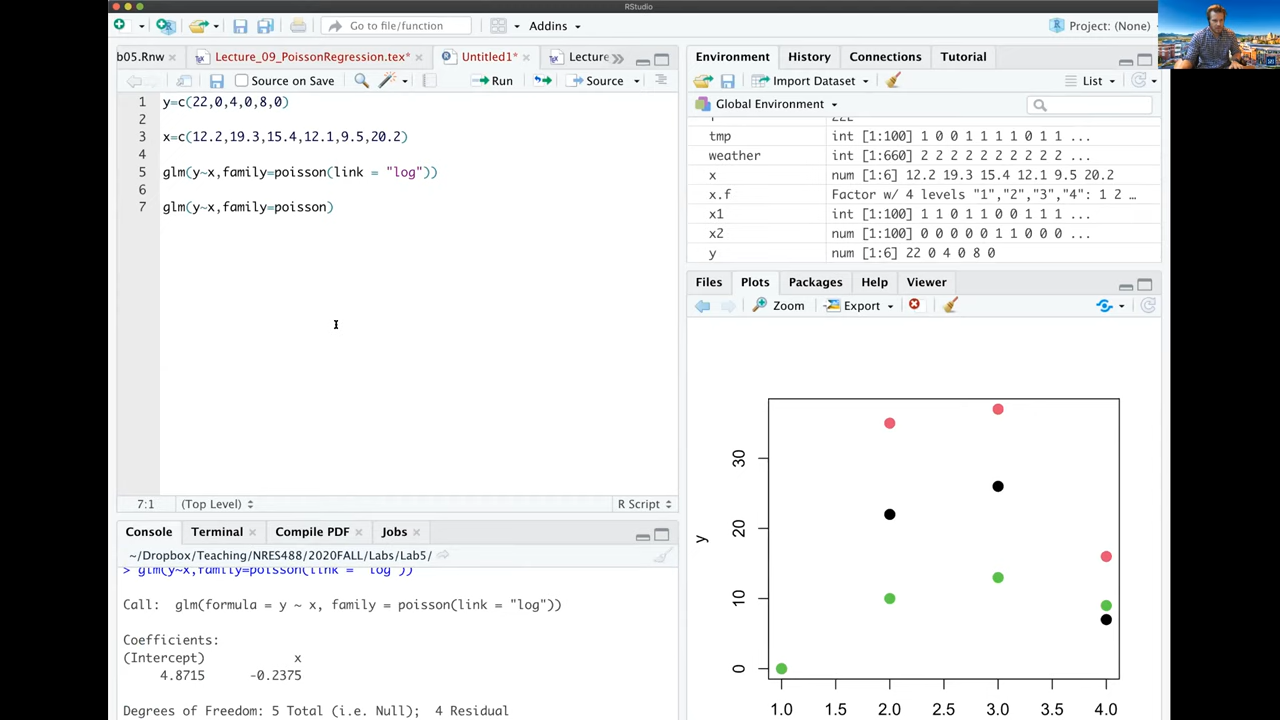 RStudio
Go to file/function
Addins
Project: (None)
b05.Rnw
Lecture_09_PoissonRegression.tex*
Untitled1*
Lecture
Source on Save
Run
Source
1 y=c(22,0,4,0,8,0)
2
3 x=c(12.2,19.3,15.4,12.1,9.5,20.2)
4
5 glm(y~x,family=poisson(link = "log"))
6
7 glm(y~x,family=poisson)
7:1
(Top Level)
R Script
Console
Terminal
Compile PDF
Jobs
~/Dropbox/Teaching/NRES488/2020FALL/Labs/Lab5/
> glm(y~x,family=poisson(link = "log"))
Call: glm(formula = y ~ x, family = poisson(link = "log"))
Coefficients:
(Intercept) x
4.8715 -0.2375
Degrees of Freedom: 5 Total (i.e. Null); 4 Residual
Environment
History
Connections
Tutorial
Import Dataset
List
Global Environment
tmp int [1:100] 1 0 0 1 1 1 1 0 1 1 ...
weather int [1:660] 2 2 2 2 2 2 2 2 2 2 ...
x num [1:6] 12.2 19.3 15.4 12.1 9.5 20.2
x.f Factor w/ 4 levels "1","2","3","4": 1 2 …
x1 int [1:100] 1 1 0 1 1 0 0 1 1 1 ...
x2 num [1:100] 0 0 0 0 0 1 1 0 0 0 ...
y num [1:6] 22 0 4 0 8 0
Files
Plots
Packages
Help
Viewer
Zoom
Export
y
30
20
10
0
1.0 1.5 2.0 2.5 3.0 3.5 4.0